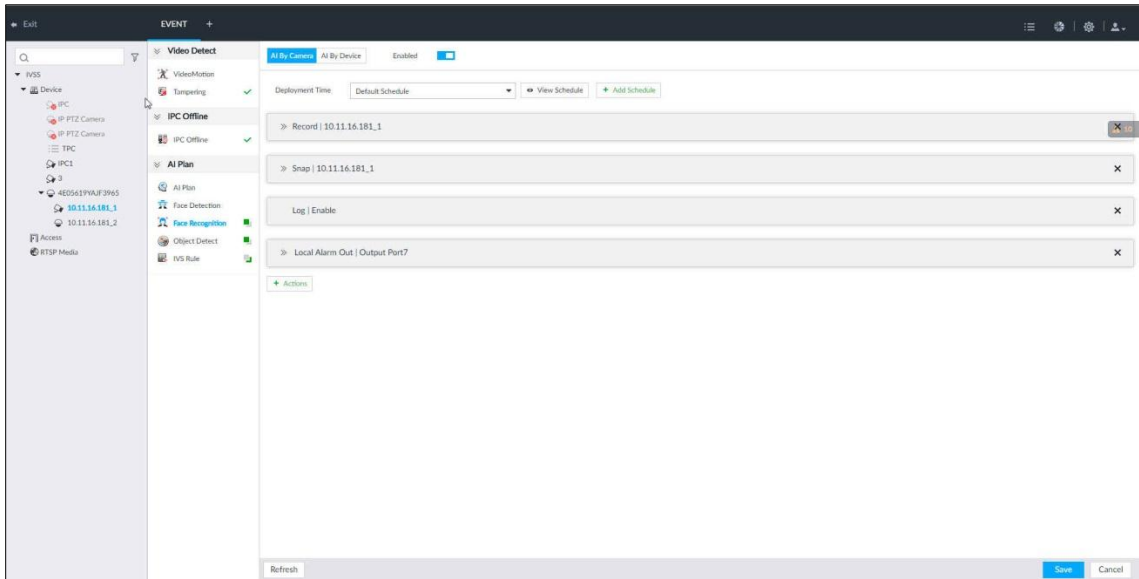 Exit
EVENT +
IVSS
Device
IPC
IP PTZ Camera
IP PTZ Camera
TPC
IPC1
3
4E05619YAJF3965
10.11.16.181_1
10.11.16.181_2
Access
RTSP Media
Video Detect
VideoMotion
Tampering
IPC Offline
IPC Offline
AI Plan
AI Plan
Face Detection
Face Recognition
Object Detect
IVS Rule
AI By Camera AI By Device Enabled
Deployment Time Default Schedule View Schedule + Add Schedule
Record | 10.11.16.181_1
10
Snap | 10.11.16.181_1
Log | Enable
Local Alarm Out | Output Port7
+ Actions
Refresh Save Cancel